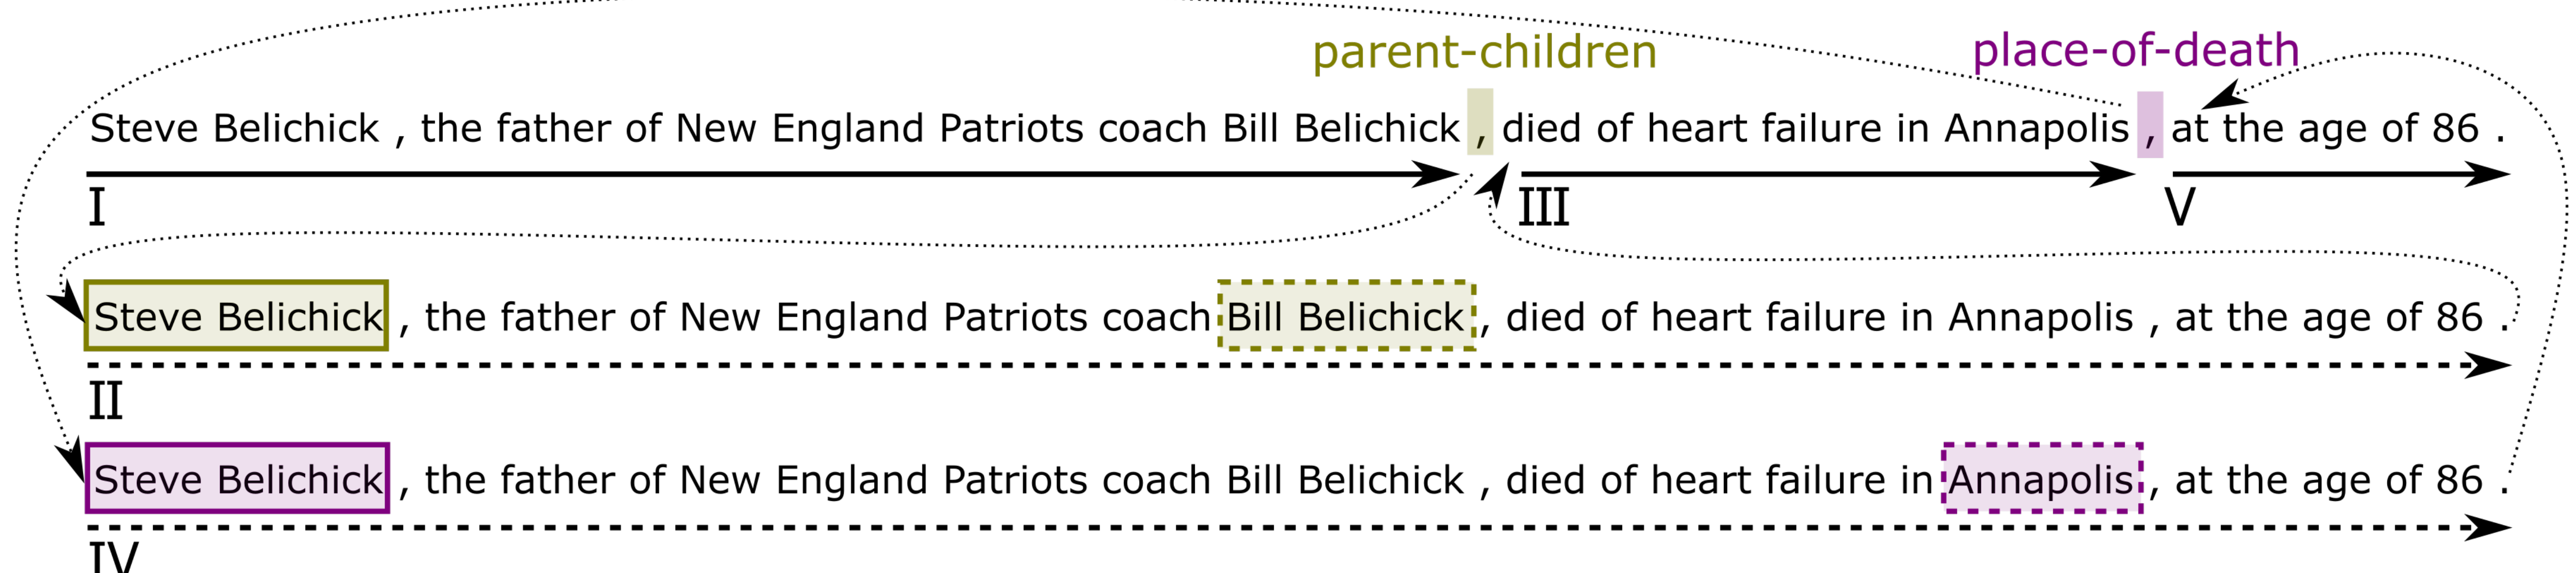 parent-children place-of-death
Steve Belichick , the father of New England Patriots coach Bill Belichick , died of heart failure in Annapolis , at the age of 86 .
I III V
Steve Belichick , the father of New England Patriots coach Bill Belichick , died of heart failure in Annapolis , at the age of 86 .
II
Steve Belichick , the father of New England Patriots coach Bill Belichick , died of heart failure in Annapolis , at the age of 86 .
IV